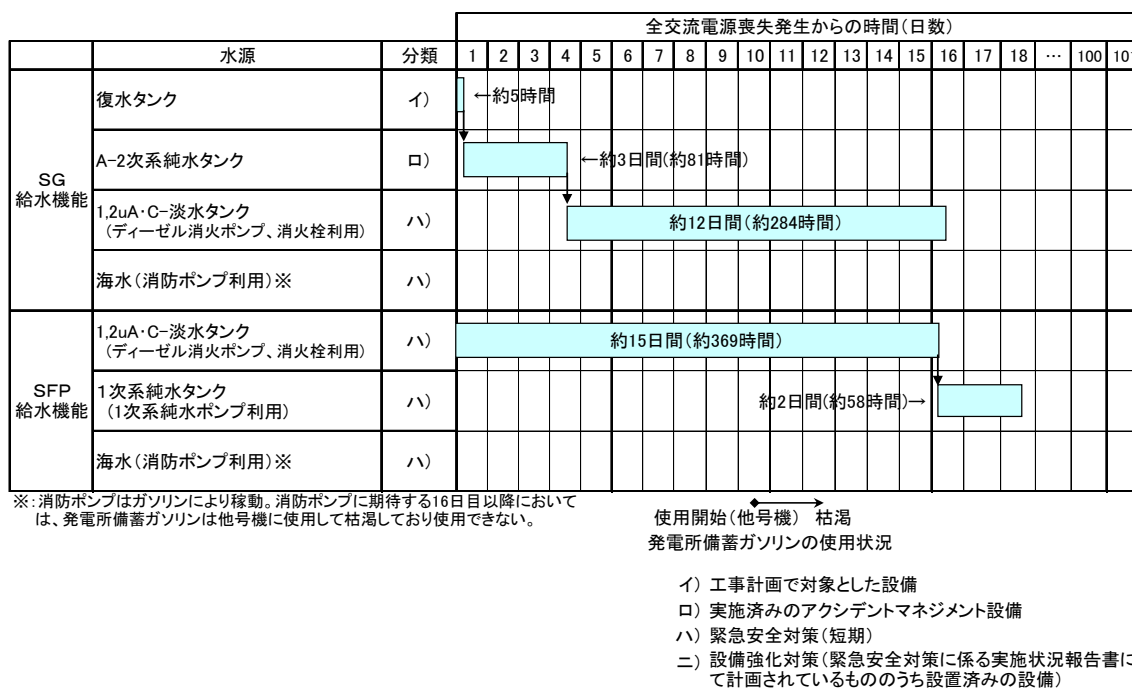 全交流電源喪失発生からの時間(日数)
水源 分類 1 2 3 4 5 6 7 8 9 10 11 12 13 14 15 16 17 18 … 100 101
SG
給水機能
復水タンク イ) ←約5時間
A-2次系純水タンク ロ) ←約3日間(約81時間)
1,2uA・C-淡水タンク
(ディーゼル消火ポンプ、消火栓利用) ハ) 約12日間(約284時間)
海水(消防ポンプ利用)※ ハ)
SFP
給水機能
1,2uA・C-淡水タンク
(ディーゼル消火ポンプ、消火栓利用) ハ) 約15日間(約369時間)
1次系純水タンク
(1次系純水ポンプ利用) ハ) 約2日間(約58時間)→
海水(消防ポンプ利用)※ ハ)
※:消防ポンプはガソリンにより稼動。消防ポンプに期待する16日目以降において
は、発電所備蓄ガソリンは他号機に使用して枯渇しており使用できない。
使用開始(他号機) 枯渇
発電所備蓄ガソリンの使用状況
イ) 工事計画で対象とした設備
ロ) 実施済みのアクシデントマネジメント設備
ハ) 緊急安全対策(短期)
ニ) 設備強化対策(緊急安全対策に係る実施状況報告書に
て計画されているもののうち設置済みの設備)